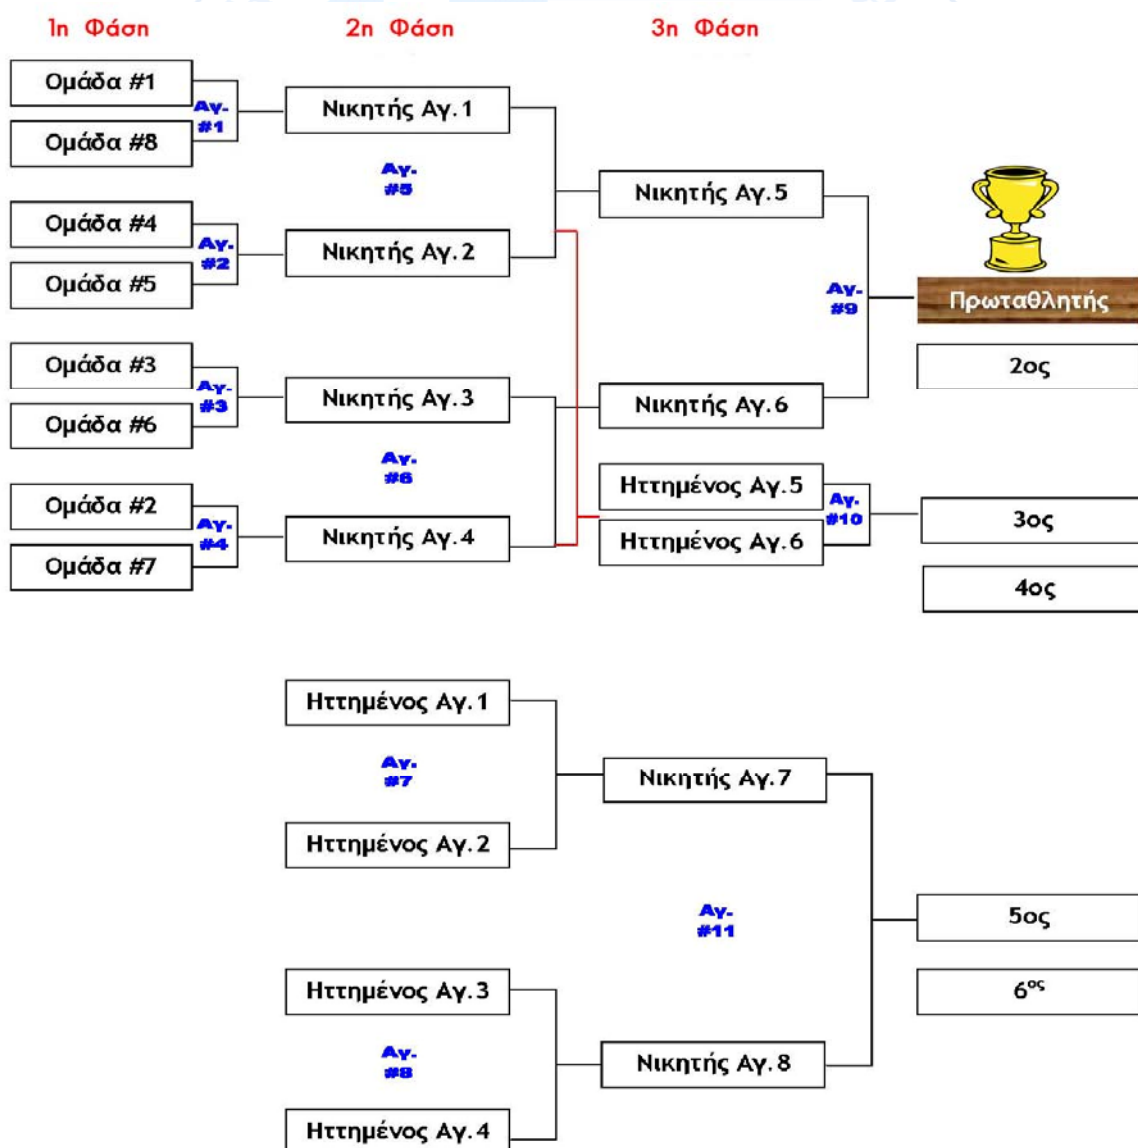 1η Φάση 2η Φάση 3η Φάση
Ομάδα #1
Αγ. #1
Ομάδα #8
Νικητής Αγ.1
Αγ. #5
Ομάδα #4
Αγ. #2
Ομάδα #5
Νικητής Αγ.2
Νικητής Αγ.5
Αγ. #9
Πρωταθλητής
2ος
Ομάδα #3
Αγ. #3
Ομάδα #6
Νικητής Αγ.3
Αγ. #6
Νικητής Αγ.6
Ομάδα #2
Αγ. #4
Ομάδα #7
Νικητής Αγ.4
Ηττημένος Αγ.5
Αγ. #10
Ηττημένος Αγ.6
3ος
4ος
Ηττημένος Αγ.1
Αγ. #7
Ηττημένος Αγ.2
Νικητής Αγ.7
Αγ. #11
5ος
6ος
Ηττημένος Αγ.3
Αγ. #8
Ηττημένος Αγ.4
Νικητής Αγ.8